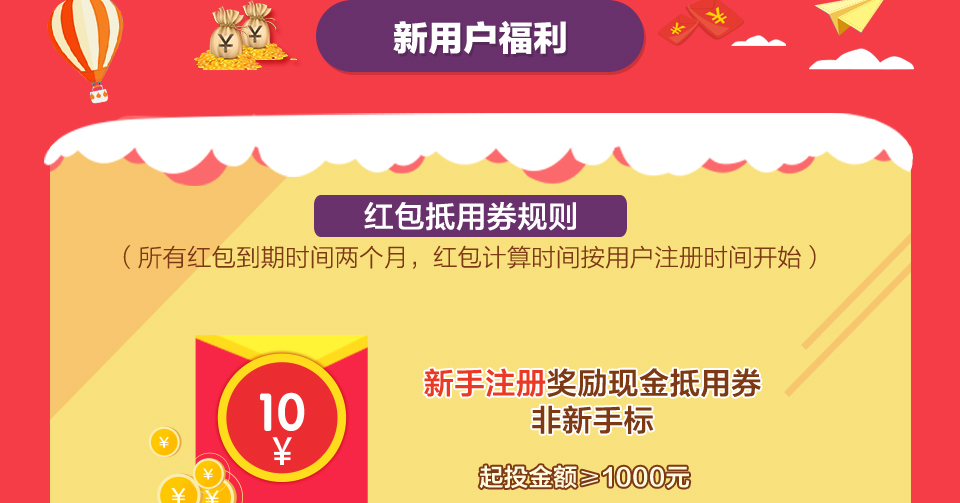 新用户福利
红包抵用券规则
（所有红包到期时间两个月，红包计算时间按用户注册时间开始）
10
¥
新手注册奖励现金抵用券
非新手标
起投金额≥1000元